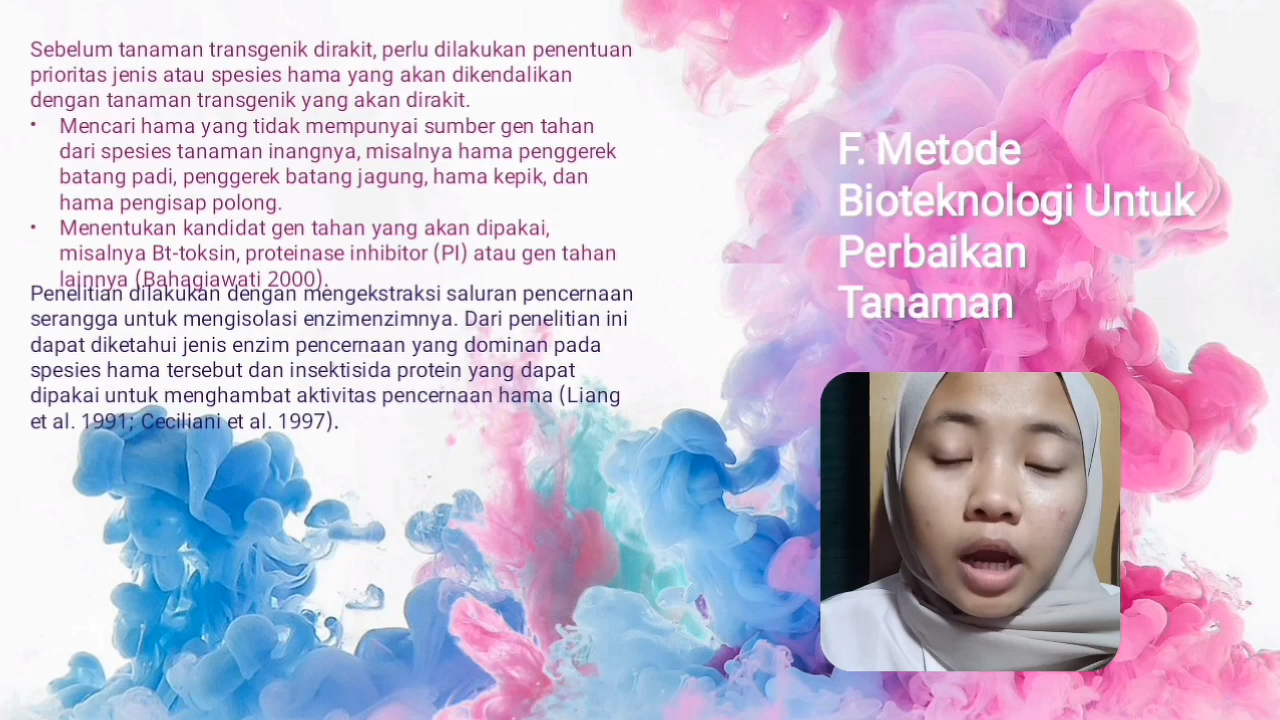 Sebelum tanaman transgenik dirakit, perlu dilakukan penentuan
prioritas jenis atau spesies hama yang akan dikendalikan
dengan tanaman transgenik yang akan dirakit.
• Mencari hama yang tidak mempunyai sumber gen tahan
dari spesies tanaman inangnya, misalnya hama penggerek
batang padi, penggerek batang jagung, hama kepik, dan
hama pengisap polong.
• Menentukan kandidat gen tahan yang akan dipakai,
misalnya Bt-toksin, proteinase inhibitor (PI) atau gen tahan
lainnya (Bahagiawati 2000).
Penelitian dilakukan dengan mengekstraksi saluran pencernaan
serangga untuk mengisolasi enzimenzimnya. Dari penelitian ini
dapat diketahui jenis enzim pencernaan yang dominan pada
spesies hama tersebut dan insektisida protein yang dapat
dipakai untuk menghambat aktivitas pencernaan hama (Liang
et al. 1991; Ceciliani et al. 1997).
F. Metode
Bioteknologi Untuk
Perbaikan
Tanaman